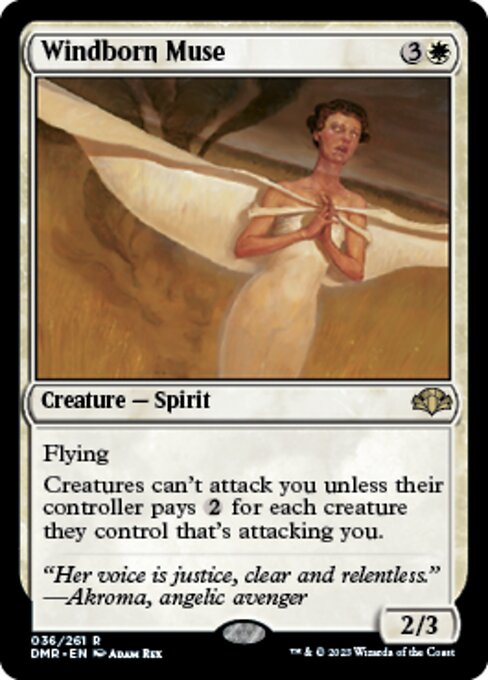 Windborn Muse 3
Creature — Spirit
Flying
Creatures can't attack you unless their
controller pays 2 for each creature
they control that's attacking you.
“Her voice is justice, clear and relentless.”
—Akroma, angelic avenger
2/3
036/261 R
DMR • EN Adam Rex
™ & © 2023 Wizards of the Coast